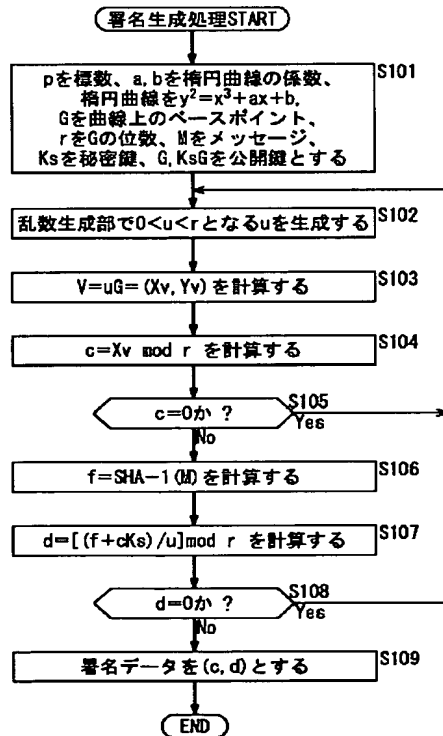 署名生成処理START
S101
pを標数、a,bを楕円曲線の係数、
楕円曲線をy²=x³+ax+b、
Gを曲線上のベースポイント、
rをGの位数、Mをメッセージ、
Ksを秘密鍵、G,KsGを公開鍵とする
S102
乱数生成部で0<u<rとなるuを生成する
S103
V=uG=(Xv,Yv)を計算する
S104
c=Xv mod r を計算する
S105
c=0か ?
Yes
No
S106
f=SHA-1(M)を計算する
S107
d=[(f+cKs)/u]mod r を計算する
S108
d=0か ?
Yes
No
S109
署名データを(c,d)とする
END